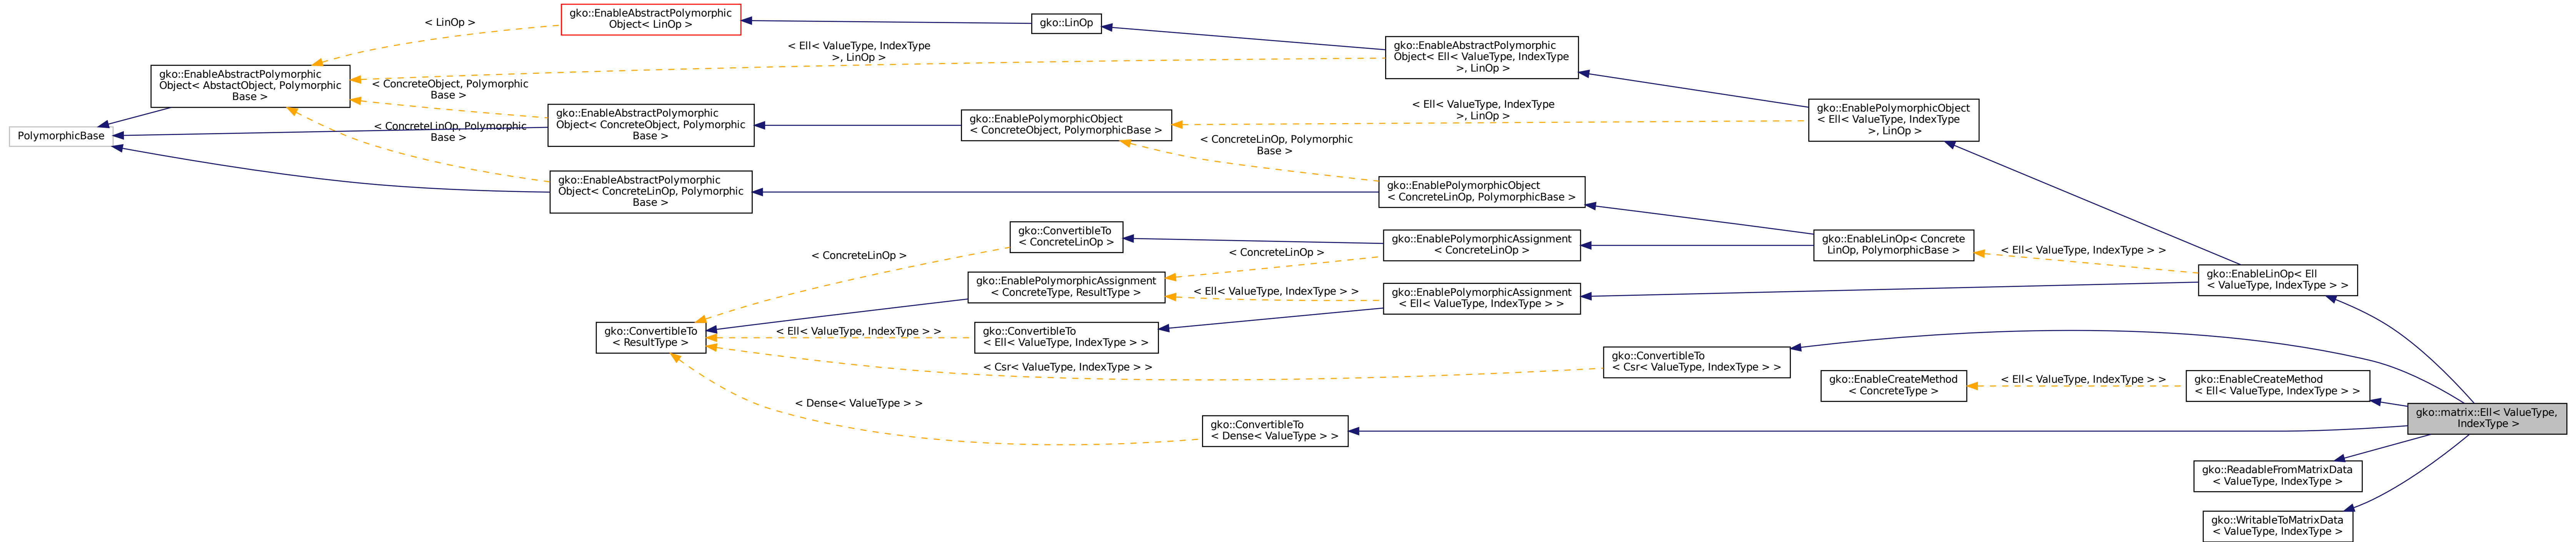 < LinOp >
gko::EnableAbstractPolymorphic
Object< LinOp >
gko::LinOp
< Ell< ValueType, IndexType
>, LinOp >
gko::EnableAbstractPolymorphic
Object< Ell< ValueType, IndexType
>, LinOp >
gko::EnableAbstractPolymorphic
Object< AbstactObject, Polymorphic
Base >
< ConcreteObject, Polymorphic
Base >
gko::EnableAbstractPolymorphic
Object< ConcreteObject, Polymorphic
Base >
gko::EnablePolymorphicObject
< ConcreteObject, PolymorphicBase >
< Ell< ValueType, IndexType
>, LinOp >
gko::EnablePolymorphicObject
< Ell< ValueType, IndexType
>, LinOp >
PolymorphicBase
< ConcreteLinOp, Polymorphic
Base >
< ConcreteLinOp, Polymorphic
Base >
gko::EnableAbstractPolymorphic
Object< ConcreteLinOp, Polymorphic
Base >
gko::EnablePolymorphicObject
< ConcreteLinOp, PolymorphicBase >
gko::ConvertibleTo
< ConcreteLinOp >
gko::EnablePolymorphicAssignment
< ConcreteLinOp >
gko::EnableLinOp< Concrete
LinOp, PolymorphicBase >
< Ell< ValueType, IndexType > >
< ConcreteLinOp >
< ConcreteLinOp >
gko::EnableLinOp< Ell
< ValueType, IndexType > >
gko::EnablePolymorphicAssignment
< ConcreteType, ResultType >
< Ell< ValueType, IndexType > >
gko::EnablePolymorphicAssignment
< Ell< ValueType, IndexType > >
gko::ConvertibleTo
< ResultType >
< Ell< ValueType, IndexType > >
gko::ConvertibleTo
< Ell< ValueType, IndexType > >
< Csr< ValueType, IndexType > >
gko::ConvertibleTo
< Csr< ValueType, IndexType > >
gko::EnableCreateMethod
< ConcreteType >
< Ell< ValueType, IndexType > >
gko::EnableCreateMethod
< Ell< ValueType, IndexType > >
< Dense< ValueType > >
gko::ConvertibleTo
< Dense< ValueType > >
gko::matrix::Ell< ValueType,
IndexType >
gko::ReadableFromMatrixData
< ValueType, IndexType >
gko::WritableToMatrixData
< ValueType, IndexType >